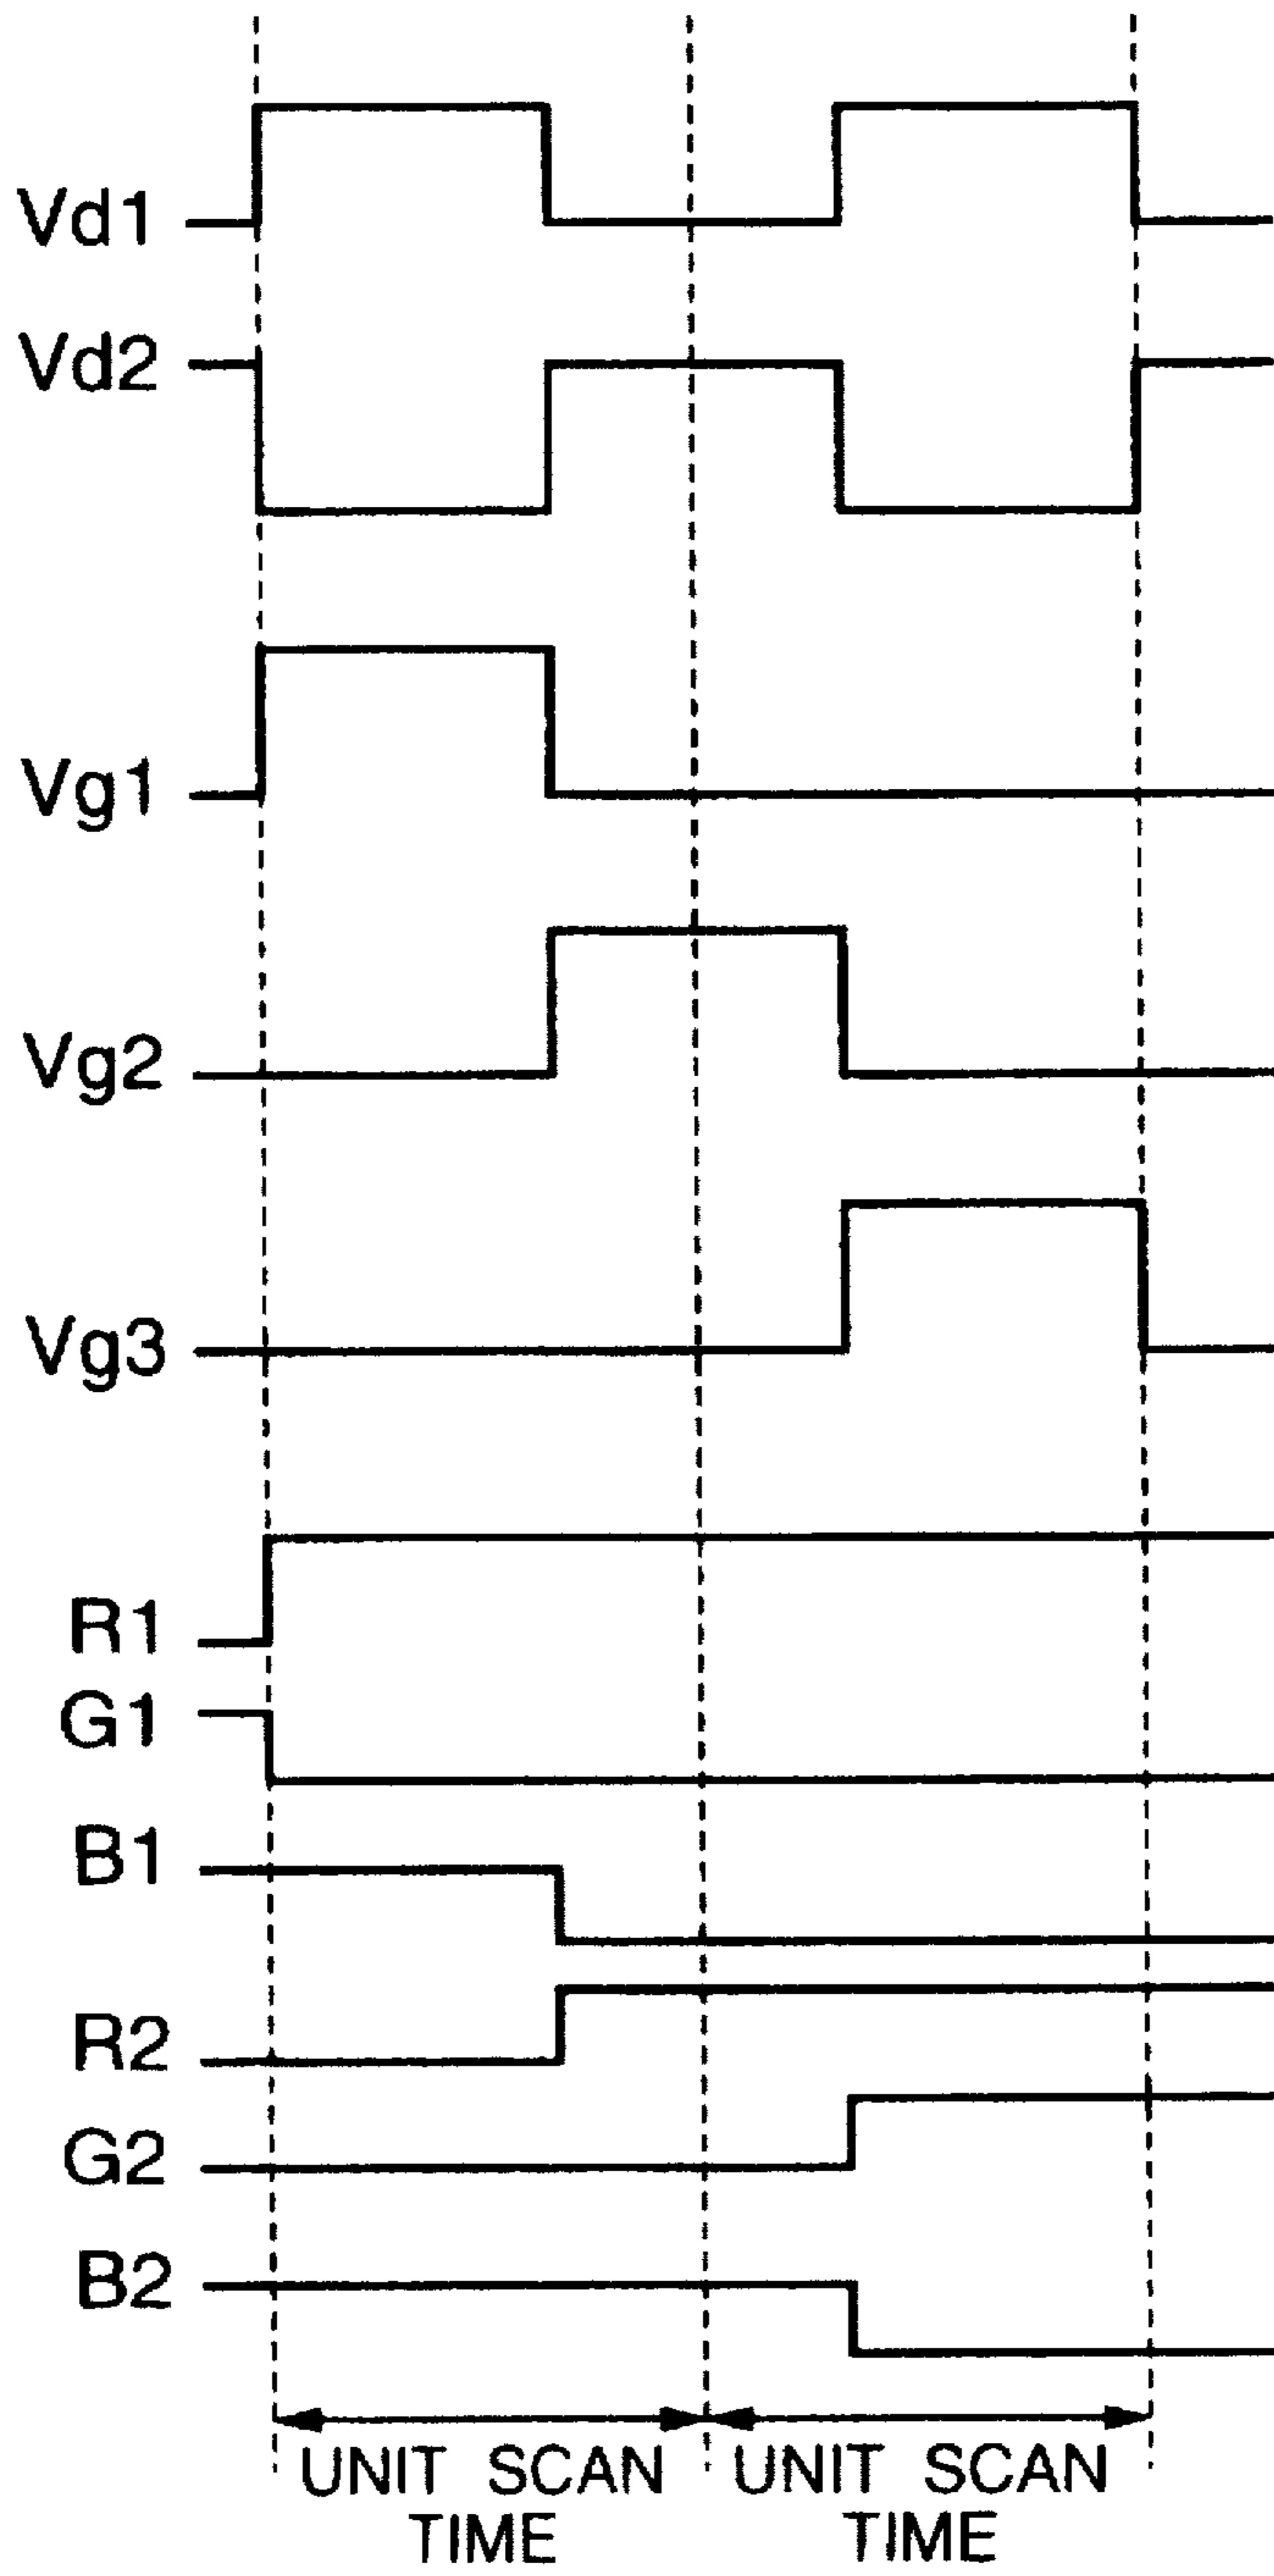 Vd1
Vd2
Vg1
Vg2
Vg3
R1
G1
B1
R2
G2
B2
UNIT SCAN TIME
UNIT SCAN TIME